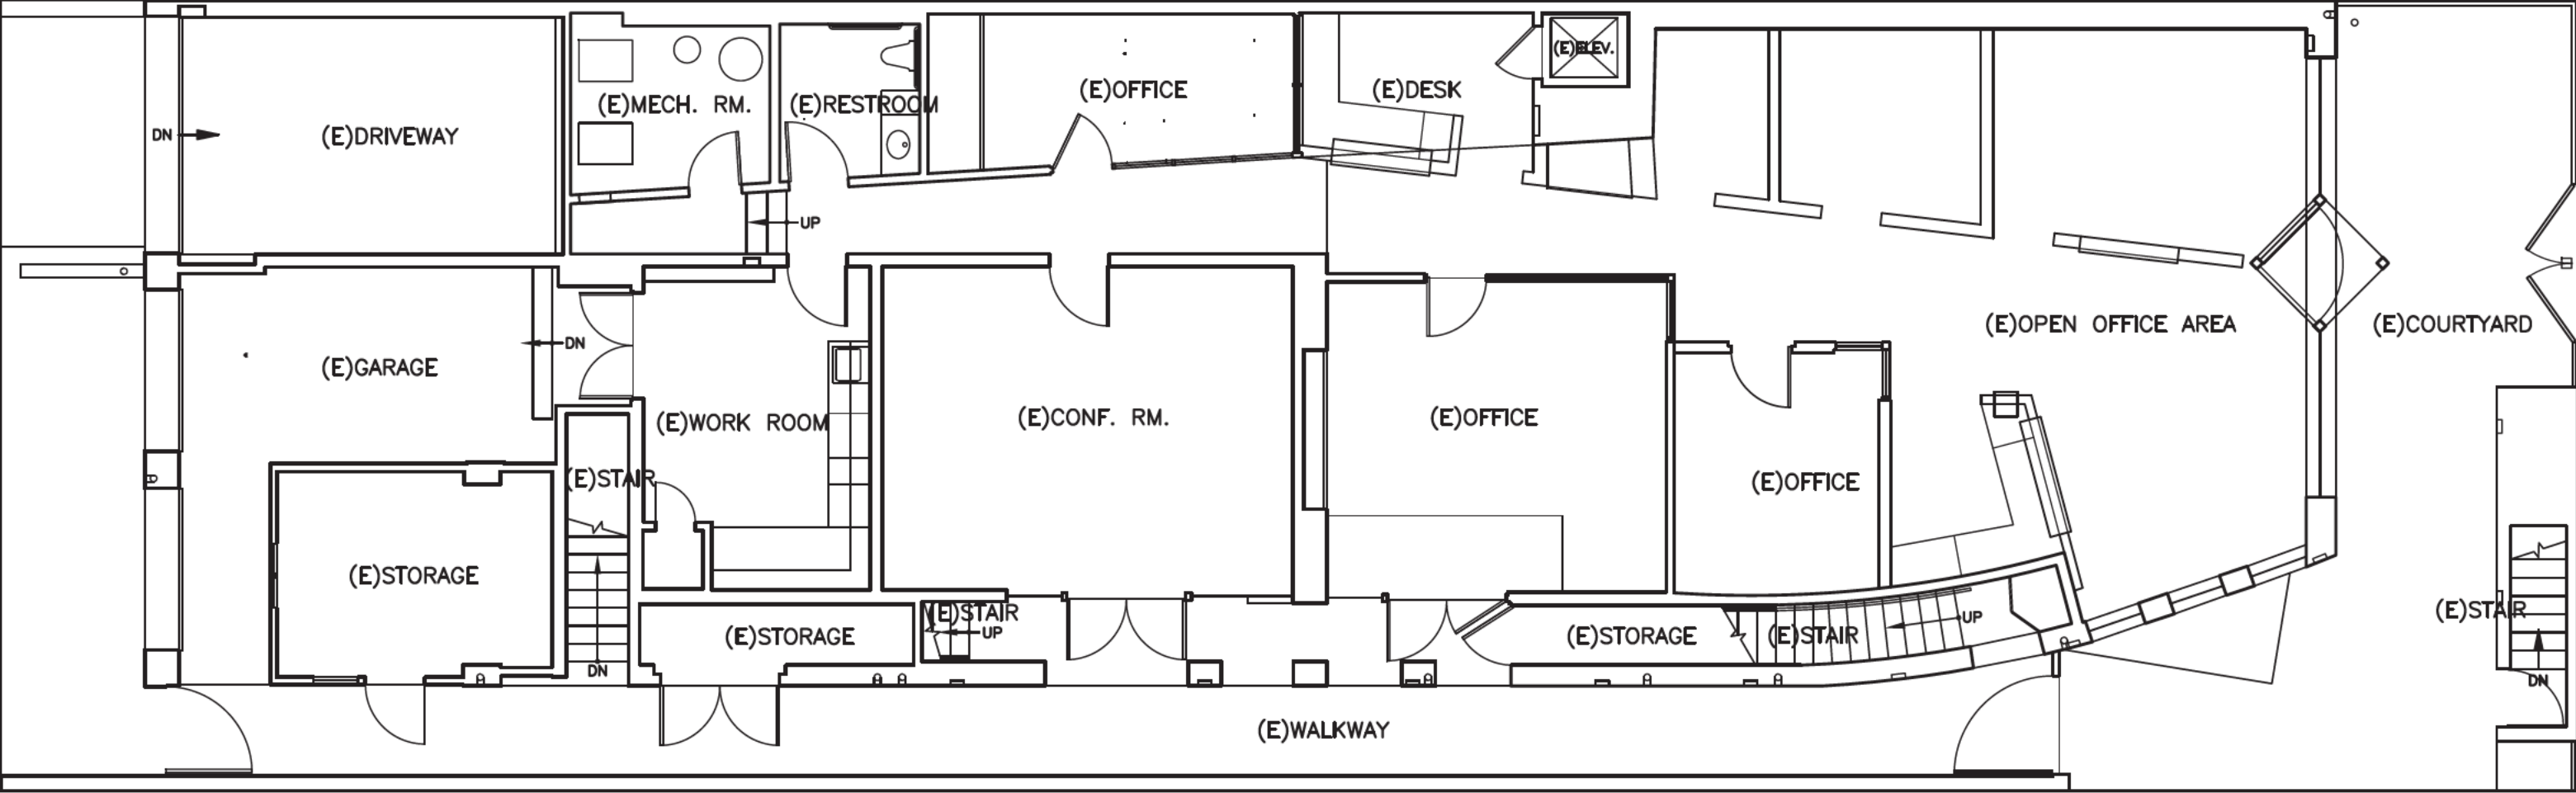 (E)ELEV.
(E)OFFICE
(E)DESK
(E)MECH. RM.
(E)RESTROOM
DN
(E)DRIVEWAY
UP
(E)OPEN OFFICE AREA
(E)COURTYARD
DN
(E)GARAGE
(E)WORK ROOM
(E)CONF. RM.
(E)OFFICE
(E)STAIR
(E)OFFICE
(E)STORAGE
(E)STAIR
(E)STAIR
UP
UP
(E)STORAGE
(E)STORAGE
(E)STAIR
DN
DN
(E)WALKWAY